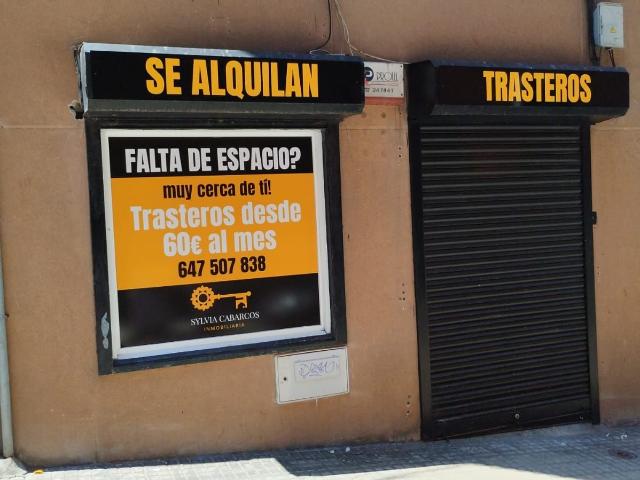 SE ALQUILAN
TRASTEROS
FALTA DE ESPACIO?
muy cerca de tí!
Trasteros desde
60€ al mes
647 507 838
SYLVIA CABARCOS
INMOBILIARIA